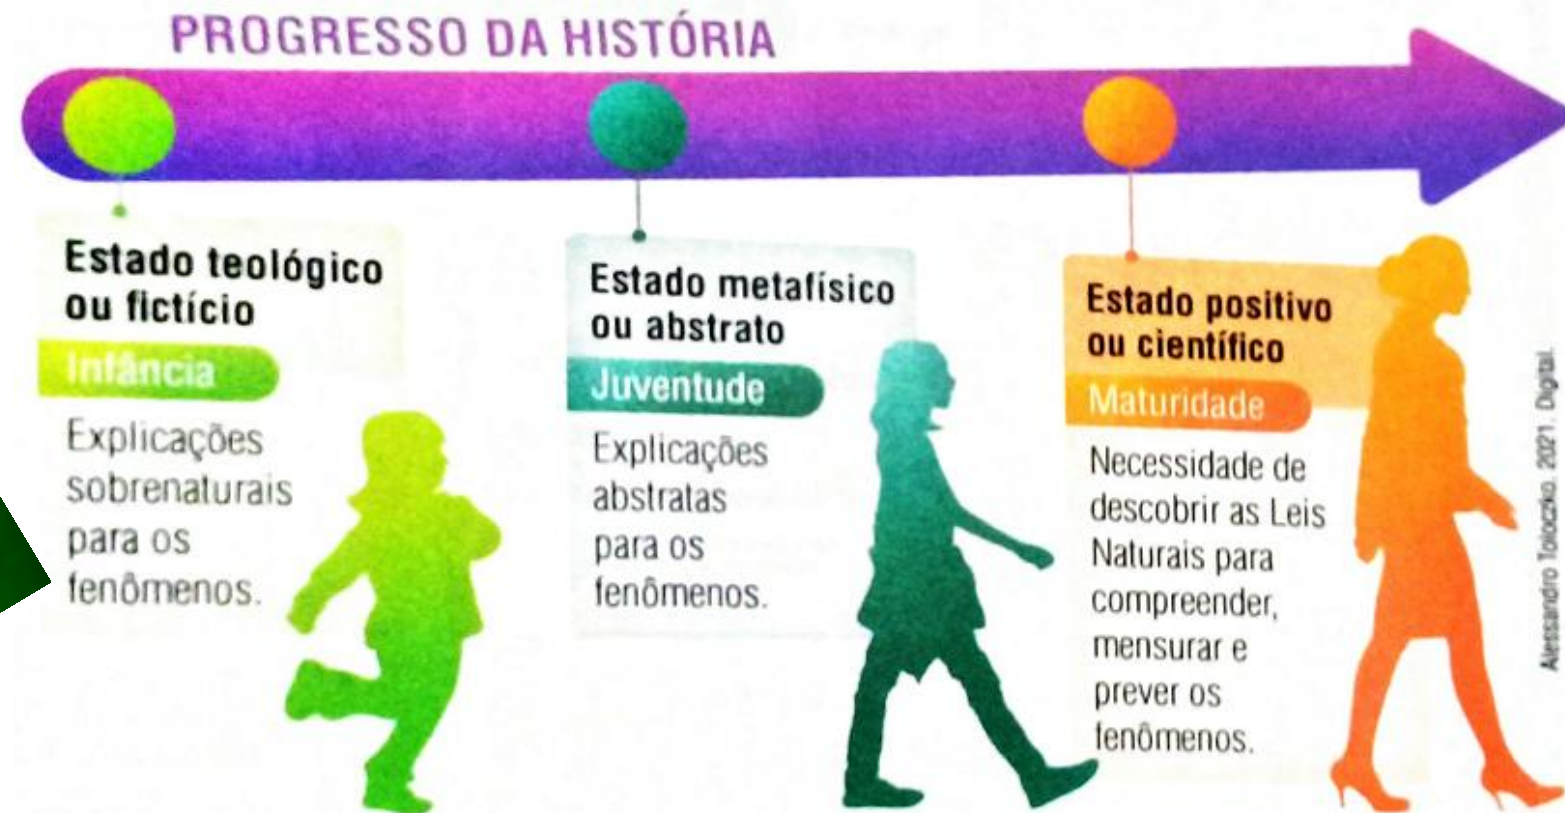 PROGRESSO DA HISTÓRIA
Estado teológico
ou fictício
Infância
Explicações
sobrenaturais
para os
fenômenos.
Estado metafísico
ou abstrato
Juventude
Explicações
abstratas
para os
fenômenos.
Estado positivo
ou científico
Maturidade
Necessidade de
descobrir as Leis
Naturais para
compreender,
mensurar e
prever os
fenômenos.
Alessandro Toloczko. 2021. Digital.